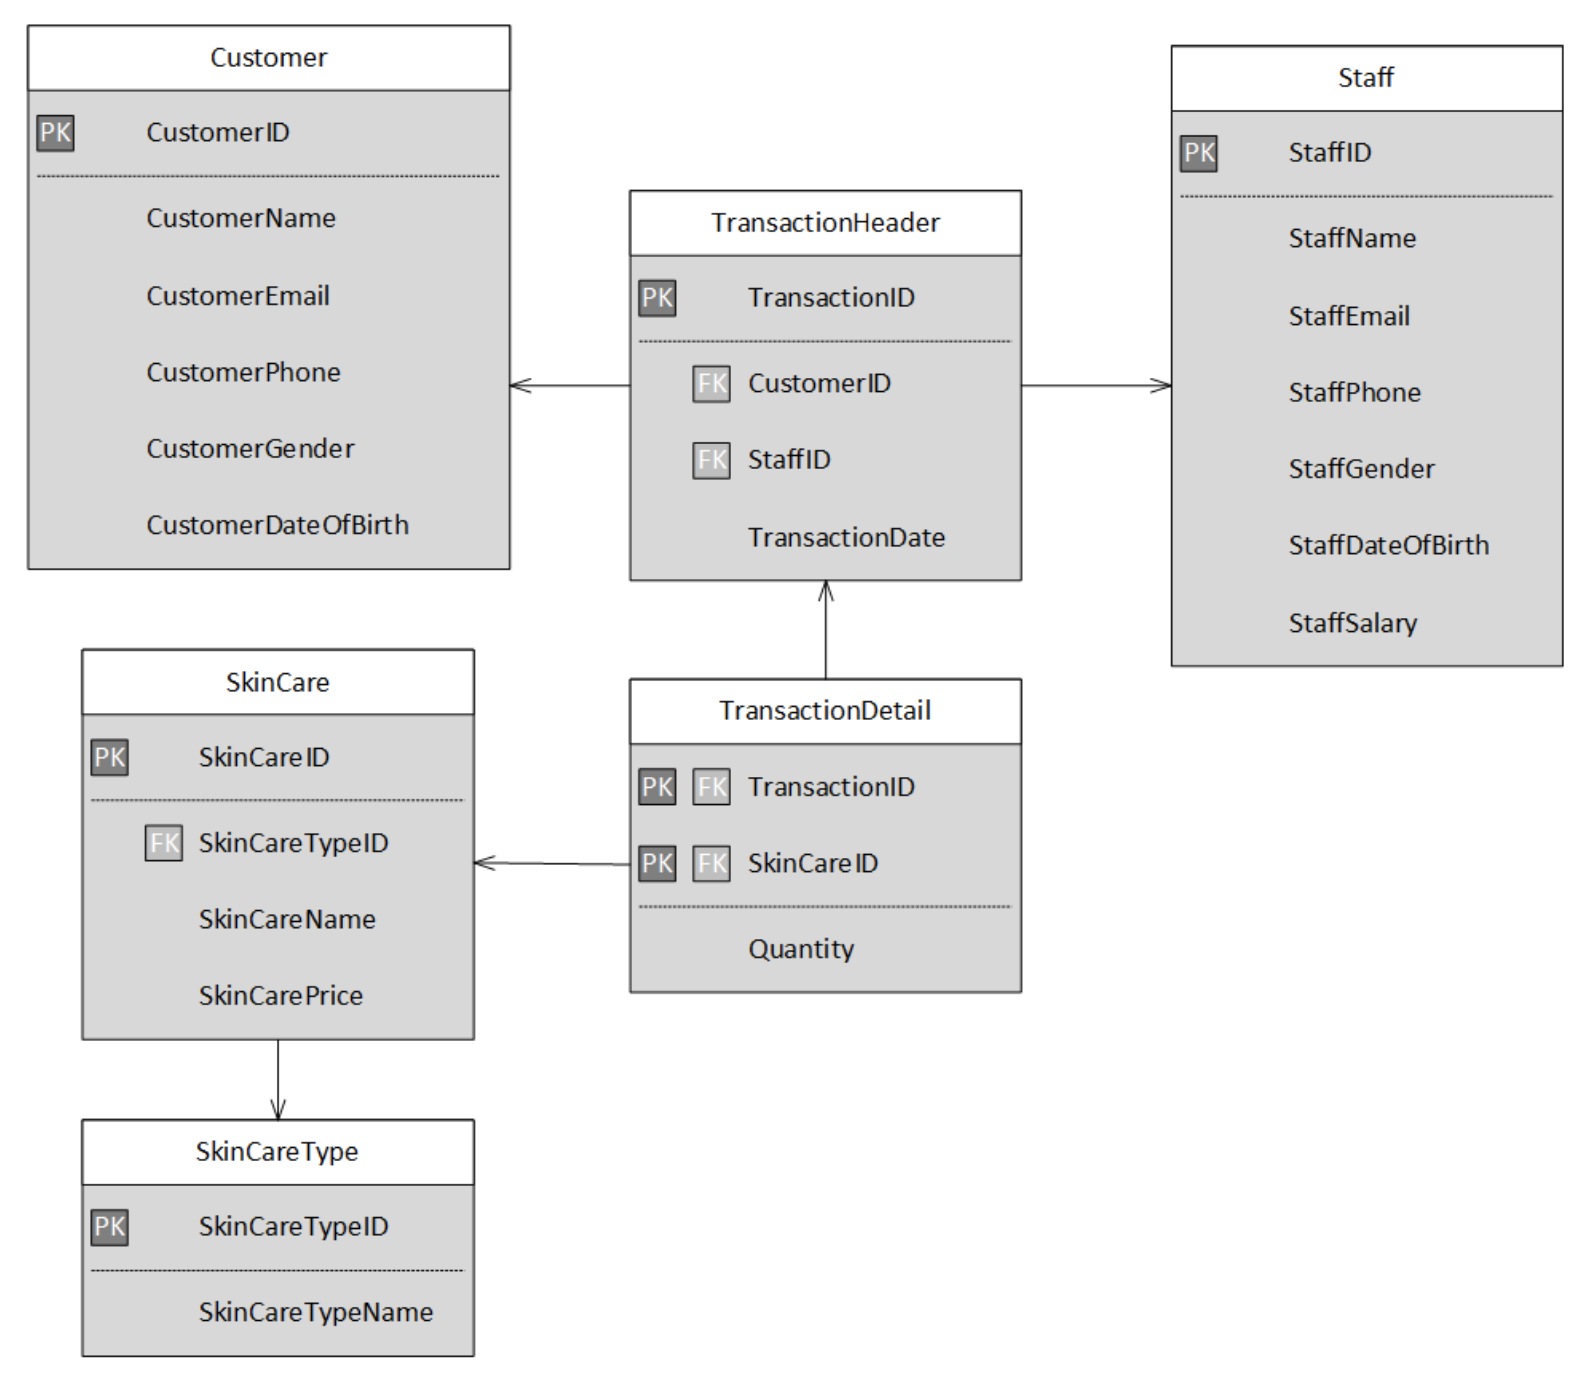 Customer
PK CustomerID
CustomerName
CustomerEmail
CustomerPhone
CustomerGender
CustomerDateOfBirth
TransactionHeader
PK TransactionID
FK CustomerID
FK StaffID
TransactionDate
Staff
PK StaffID
StaffName
StaffEmail
StaffPhone
StaffGender
StaffDateOfBirth
StaffSalary
SkinCare
PK SkinCareID
FK SkinCareTypeID
SkinCareName
SkinCarePrice
TransactionDetail
PK FK TransactionID
PK FK SkinCareID
Quantity
SkinCareType
PK SkinCareTypeID
SkinCareTypeName